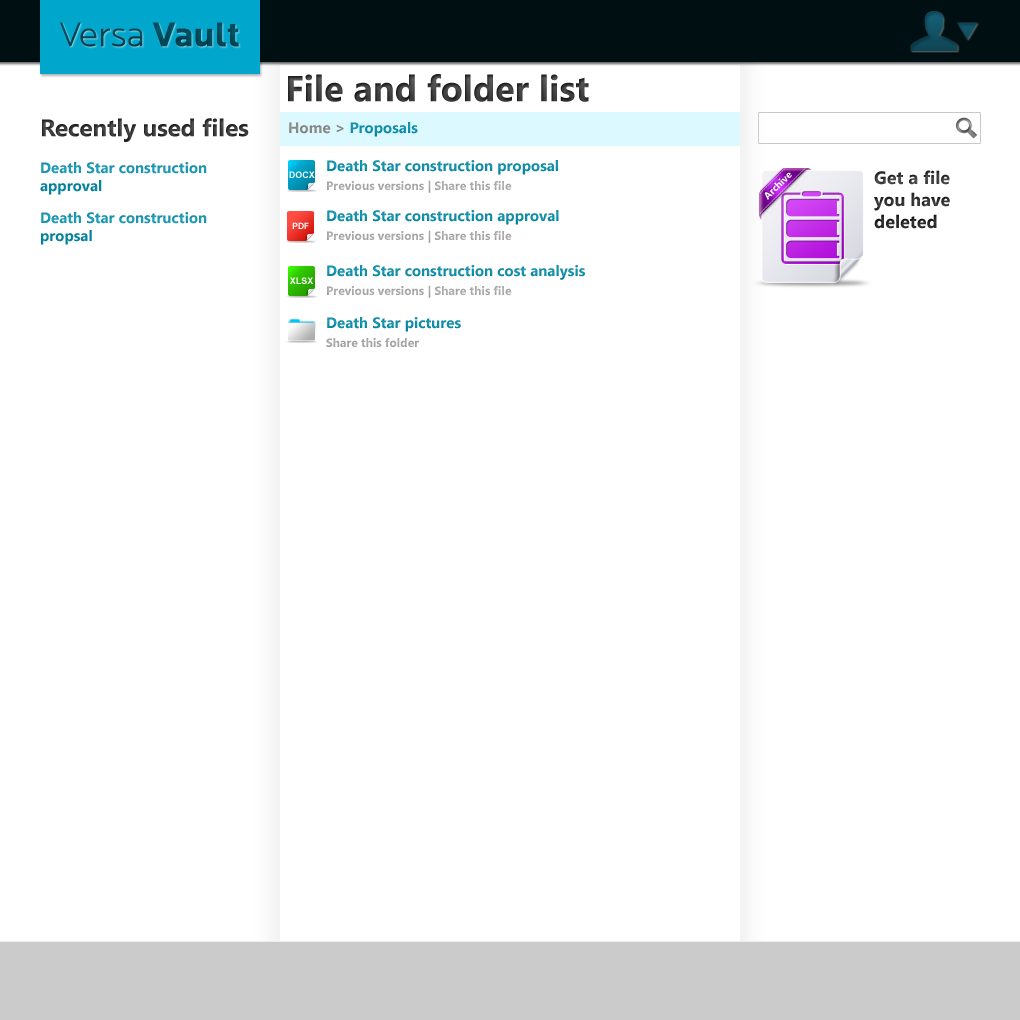 Versa Vault
Recently used files
Death Star construction
approval
Death Star construction
propsal
File and folder list
Home > Proposals
DOCX
Death Star construction proposal
Previous versions | Share this file
PDF
Death Star construction approval
Previous versions | Share this file
XLSX
Death Star construction cost analysis
Previous versions | Share this file
Death Star pictures
Share this folder
Archive
Get a file
you have
deleted